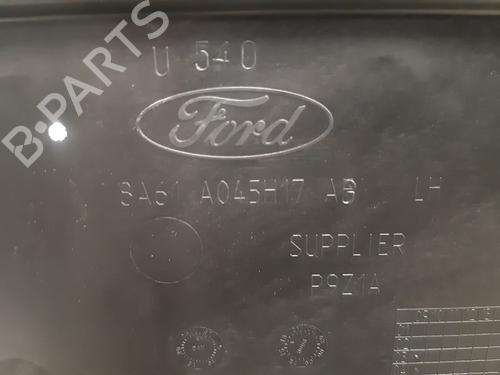 U 540
B-PARTS
Ford
8A61 A045H17 AB LH
SUPPLIER
P9Z1A